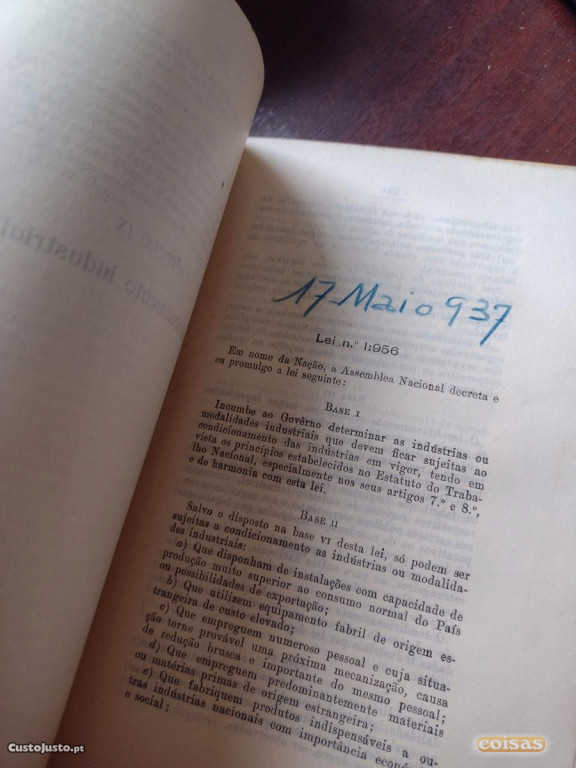 17 Maio 937
Lei n.º 1:956
Em nome da Nação, a Assemblea Nacional decreta e
eu promulgo a lei seguinte:
BASE I
Incumbe ao Govêrno determinar as indústrias ou
modalidades industriais que devem ficar sujeitas ao
condicionamento das indústrias em vigor, tendo em
vista os princípios estabelecidos no Estatuto do Traba-
lho Nacional, especialmente nos seus artigos 7.º e 8.º,
e de harmonia com esta lei.
BASE II
Salvo o disposto na base VI desta lei, só podem ser
sujeitas a condicionamento as indústrias ou modalida-
des industriais:
a) Que disponham de instalações com capacidade de
produção muito superior ao consumo normal do País
ou possibilidades de exportação;
b) Que utilizem equipamento fabril de origem es-
trangeira de custo elevado;
c) Que empreguem numeroso pessoal e cuja situa-
ção torne provável uma próxima mecanização, causa
de redução brusca e importante do mesmo pessoal;
d) Que empreguem predominantemente materiais
ou matérias primas de origem estrangeira;
e) Que fabriquem produtos indispensáveis a ou-
tras indústrias nacionais com importância econó
e social;
CustoJusto.pt
coisas